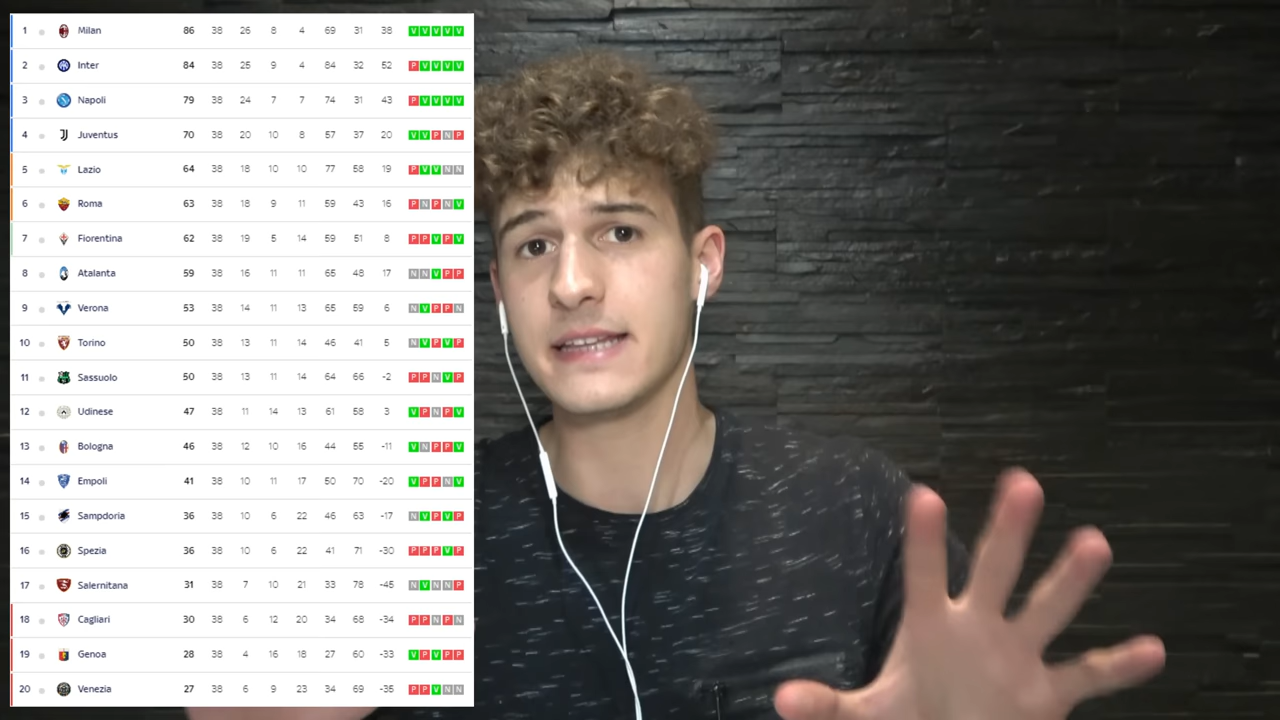 1 Milan 86 38 26 8 4 69 31 38 V V V V V
2 Inter 84 38 25 9 4 84 32 52 P V V V V
3 Napoli 79 38 24 7 7 74 31 43 P V V V V
4 Juventus 70 38 20 10 8 57 37 20 V V P N P
5 Lazio 64 38 18 10 10 77 58 19 P V V N N
6 Roma 63 38 18 9 11 59 43 16 P N P N V
7 Fiorentina 62 38 19 5 14 59 51 8 P P V P V
8 Atalanta 59 38 16 11 11 65 48 17 N N V P P
9 Verona 53 38 14 11 13 65 59 6 N V P P N
10 Torino 50 38 13 11 14 46 41 5 N V P V P
11 Sassuolo 50 38 13 11 14 64 66 -2 P P N V P
12 Udinese 47 38 11 14 13 61 58 3 V P N P V
13 Bologna 46 38 12 10 16 44 55 -11 V N P P V
14 Empoli 41 38 10 11 17 50 70 -20 V P P N V
15 Sampdoria 36 38 10 6 22 46 63 -17 N V P V P
16 Spezia 36 38 10 6 22 41 71 -30 P P P V P
17 Salernitana 31 38 7 10 21 33 78 -45 N V N N P
18 Cagliari 30 38 6 12 20 34 68 -34 P P N P N
19 Genoa 28 38 4 16 18 27 60 -33 V P V P P
20 Venezia 27 38 6 9 23 34 69 -35 P P V N N